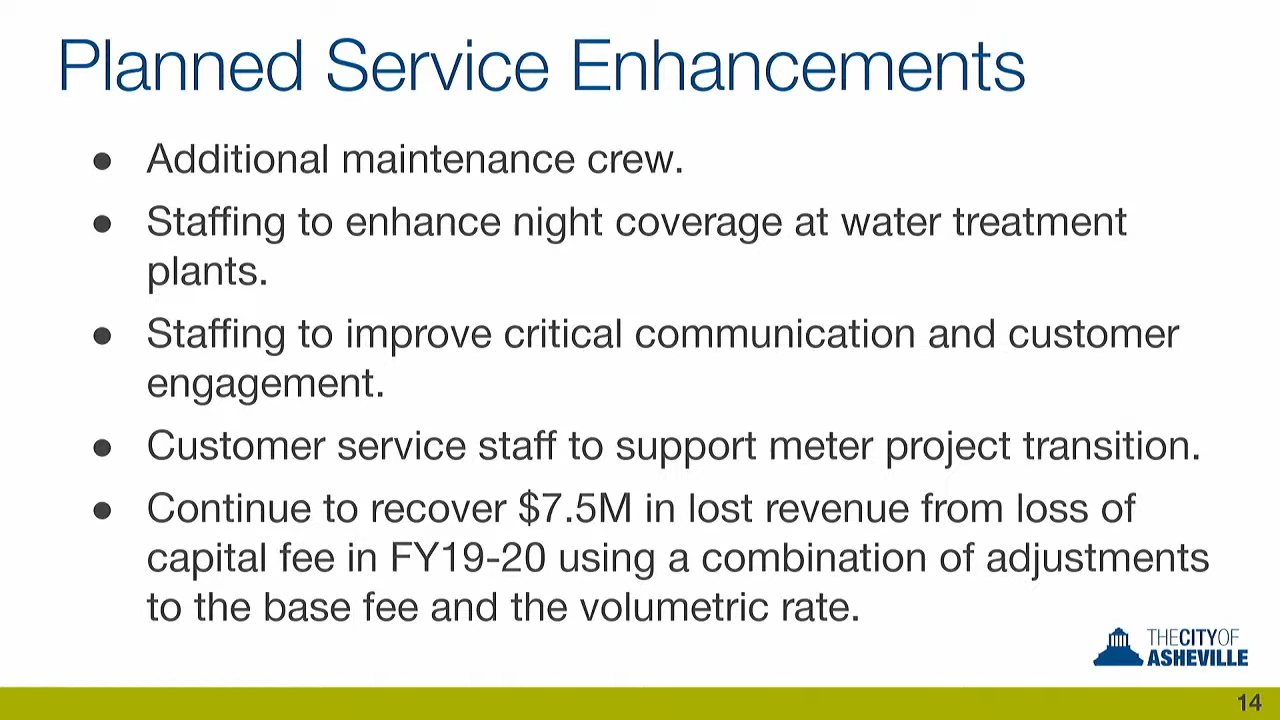 Planned Service Enhancements
● Additional maintenance crew.
● Staffing to enhance night coverage at water treatment
plants.
● Staffing to improve critical communication and customer
engagement.
● Customer service staff to support meter project transition.
● Continue to recover $7.5M in lost revenue from loss of
capital fee in FY19-20 using a combination of adjustments
to the base fee and the volumetric rate.
THECITYOF
ASHEVILLE
14